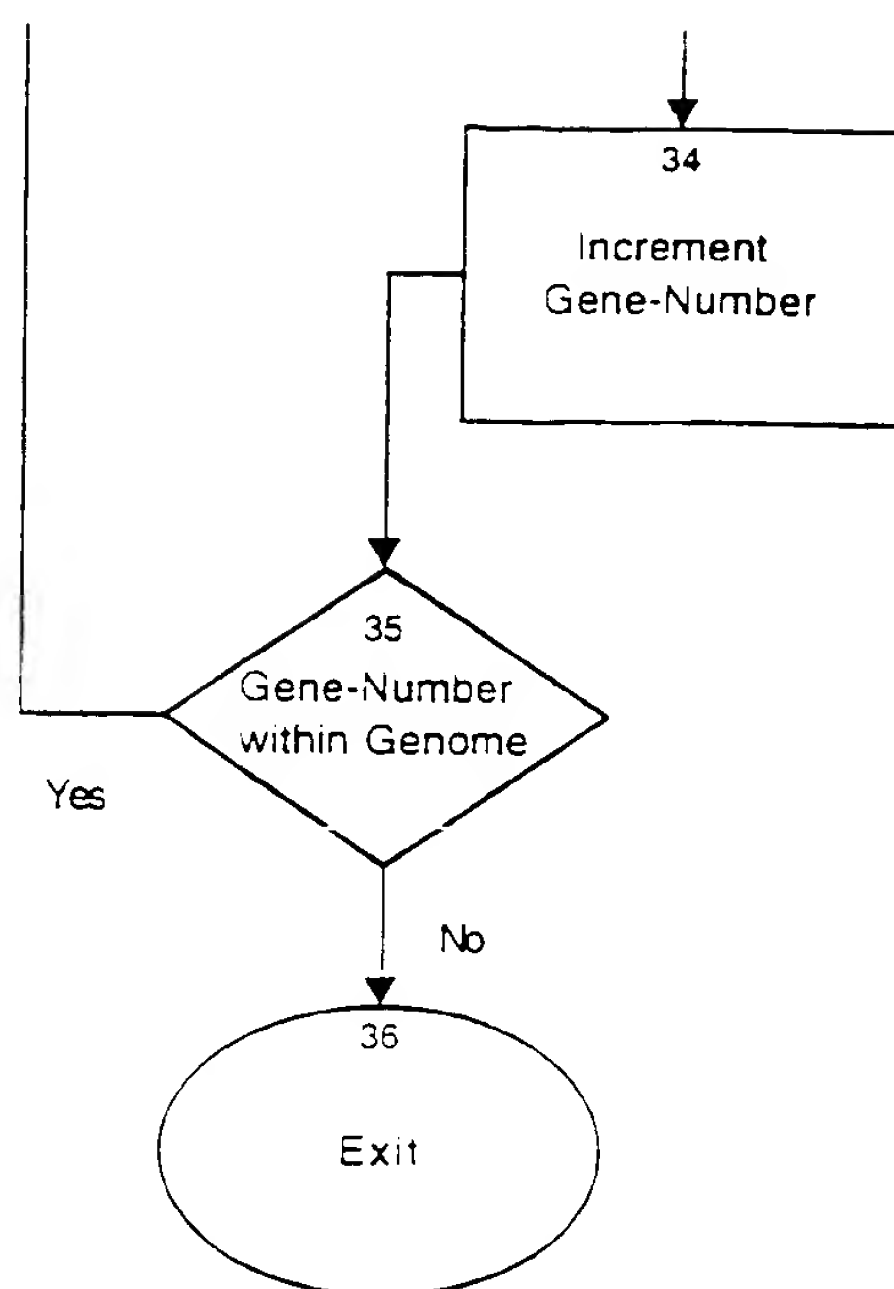 34
Increment
Gene-Number
35
Gene-Number
within Genome
Yes
No
36
Exit